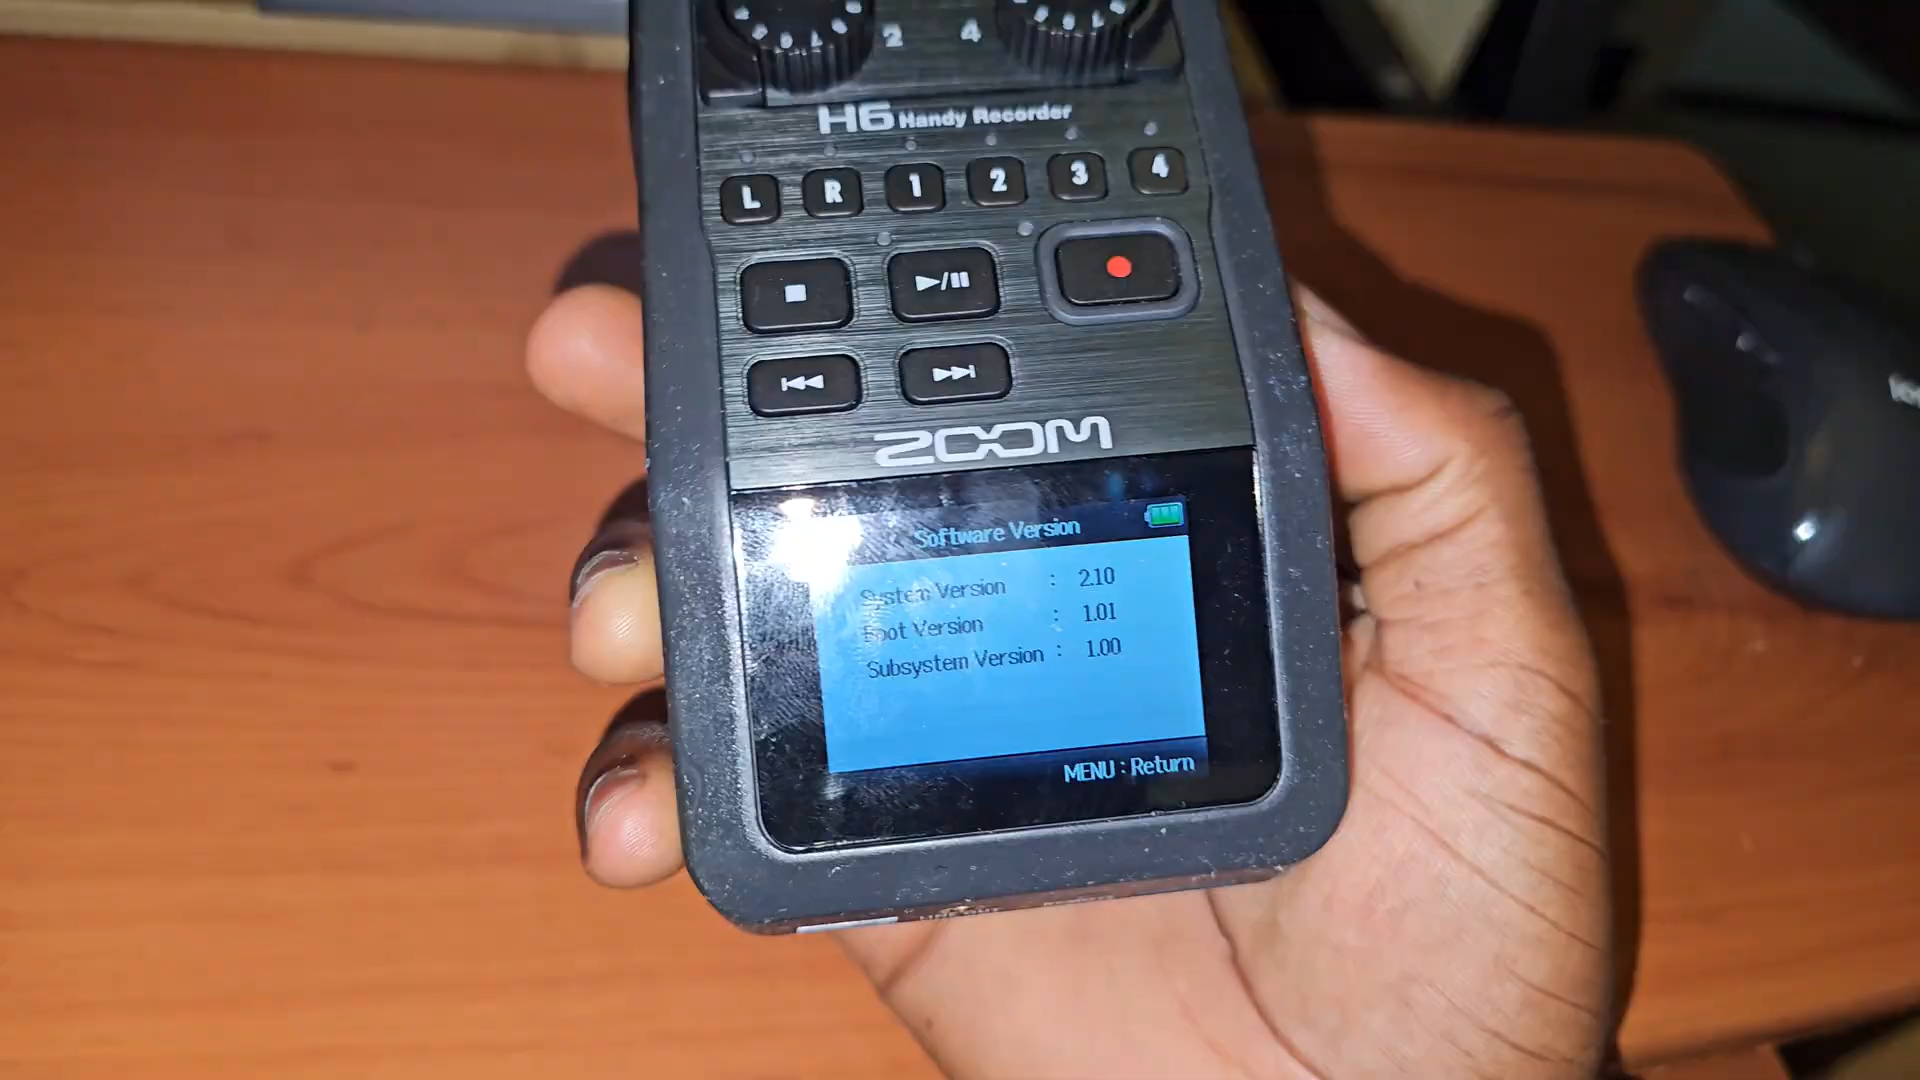 2 4
H6 Handy Recorder
L R 1 2 3 4
ZOOM
Software Version
System Version : 2.10
Boot Version : 1.01
Subsystem Version : 1.00
MENU : Return